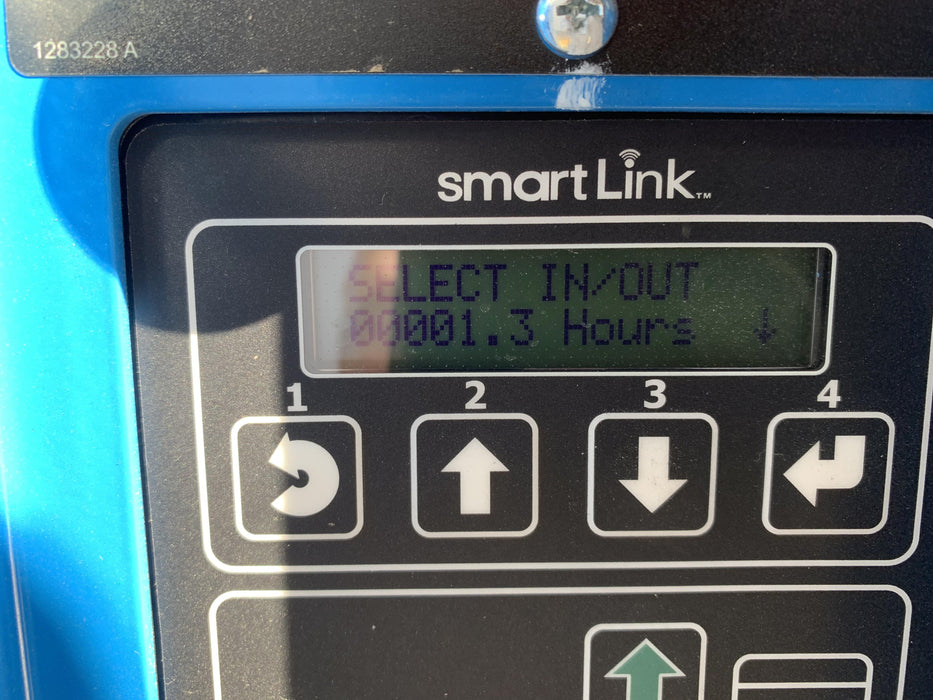 1283228 A
smartLink™
SELECT IN/OUT
00001.3 Hours ↓
1 2 3 4